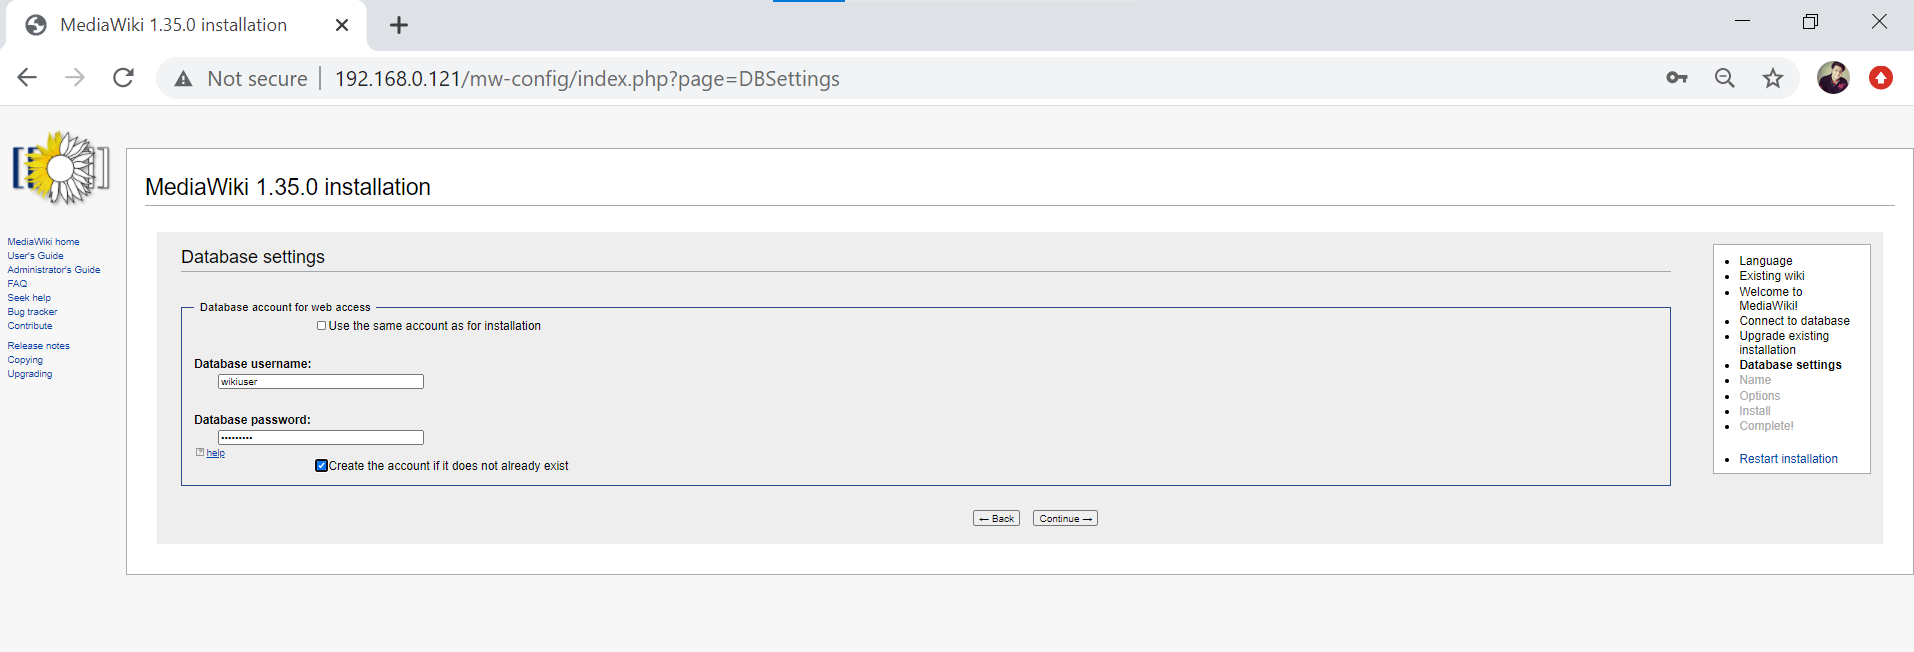 MediaWiki 1.35.0 installation
Not secure
192.168.0.121/mw-config/index.php?page=DBSettings
MediaWiki home
User's Guide
Administrator's Guide
FAQ
Seek help
Bug tracker
Contribute
Release notes
Copying
Upgrading
MediaWiki 1.35.0 installation
Database settings
Database account for web access
Use the same account as for installation
Database username:
wikiuser
Database password:
•••••••••
help
Create the account if it does not already exist
← Back
Continue →
Language
Existing wiki
Welcome to
MediaWiki!
Connect to database
Upgrade existing
installation
Database settings
Name
Options
Install
Complete!
Restart installation